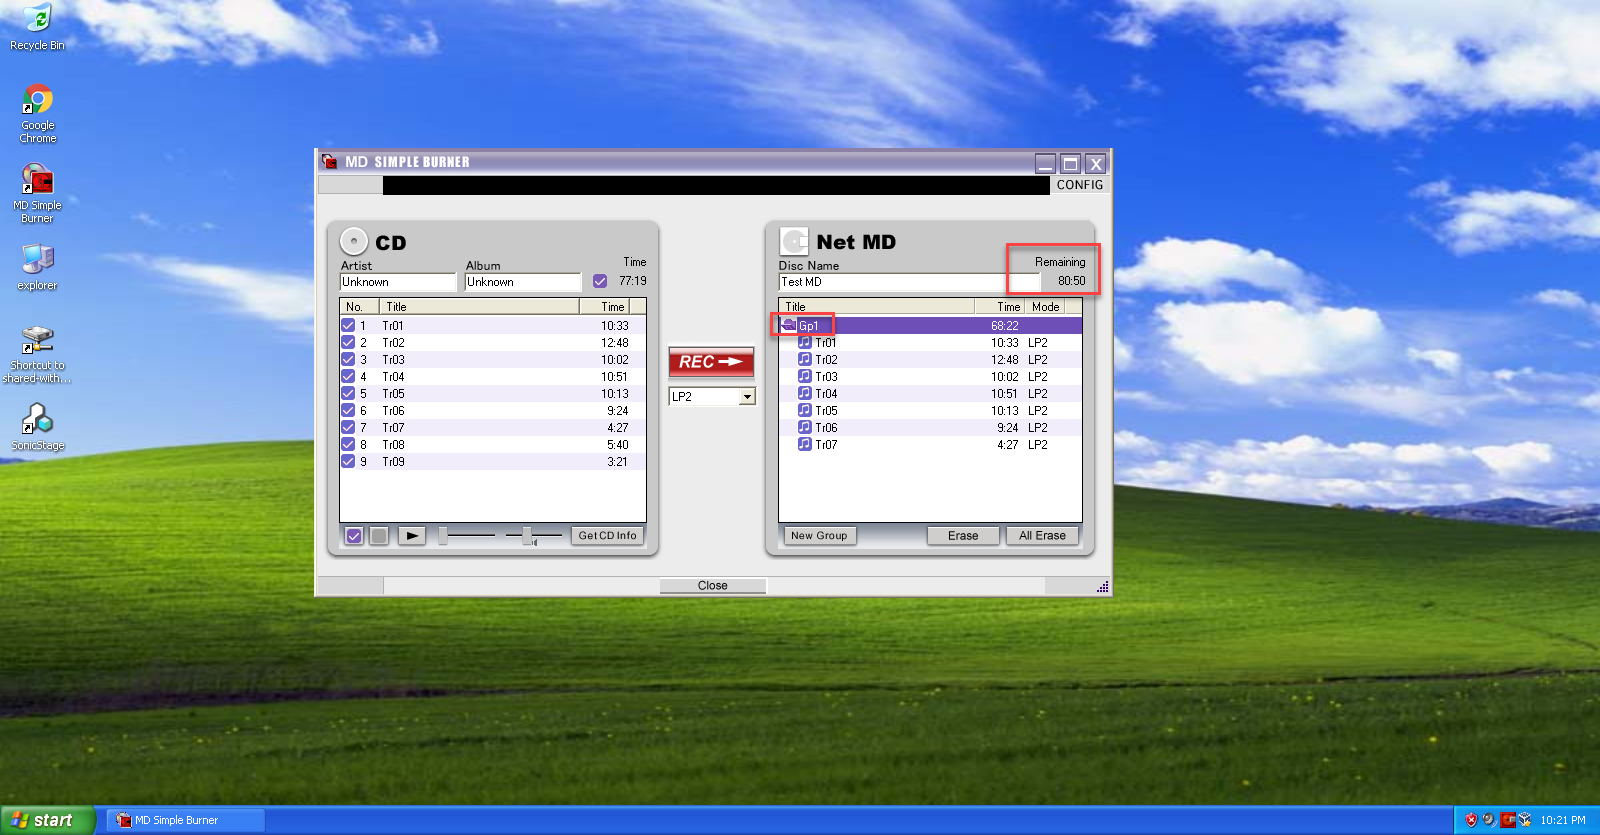 Recycle Bin
Google
Chrome
MD Simple
Burner
explorer
Shortcut to
shared-with...
SonicStage
MD SIMPLE BURNER
X
CONFIG
CD
Artist
Album
Time
Unknown
Unknown
77:19
No. Title Time
1 Tr01 10:33
2 Tr02 12:48
3 Tr03 10:02
4 Tr04 10:51
5 Tr05 10:13
6 Tr06 9:24
7 Tr07 4:27
8 Tr08 5:40
9 Tr09 3:21
Get CD Info
REC
LP2
Net MD
Disc Name
Remaining
Test MD
80:50
Title Time Mode
Gp1 68:22
Tr01 10:33 LP2
Tr02 12:48 LP2
Tr03 10:02 LP2
Tr04 10:51 LP2
Tr05 10:13 LP2
Tr06 9:24 LP2
Tr07 4:27 LP2
New Group
Erase
All Erase
Close
start
MD Simple Burner
10:21 PM